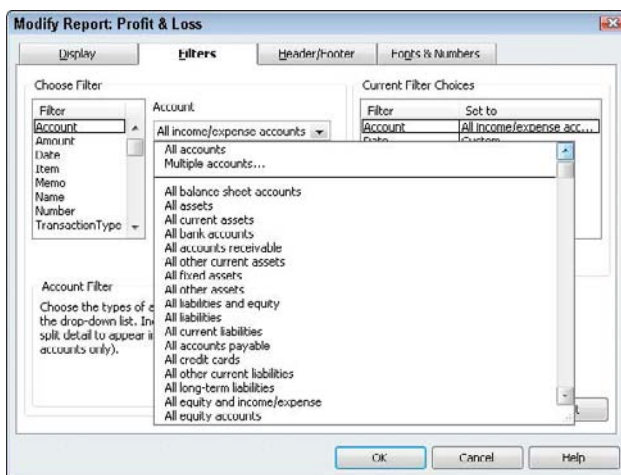 Modify Report: Profit & Loss
Display
Filters
Header/Footer
Fonts & Numbers
Choose Filter
Filter
Account
Amount
Date
Item
Memo
Name
Number
TransactionType
Account
All income/expense accounts
All accounts
Multiple accounts...
All balance sheet accounts
All assets
All current assets
All bank accounts
All accounts receivable
All other current assets
All fixed assets
All other assets
All liabilities and equity
All liabilities
All current liabilities
All accounts payable
All credit cards
All other current liabilities
All long-term liabilities
All equity and income/expense
All equity accounts
Current Filter Choices
Filter Set to
Account All income/expense acc...
Date Custom
Account Filter
Choose the types of
the drop-down list.
split detail to appear
accounts only).
OK
Cancel
Help